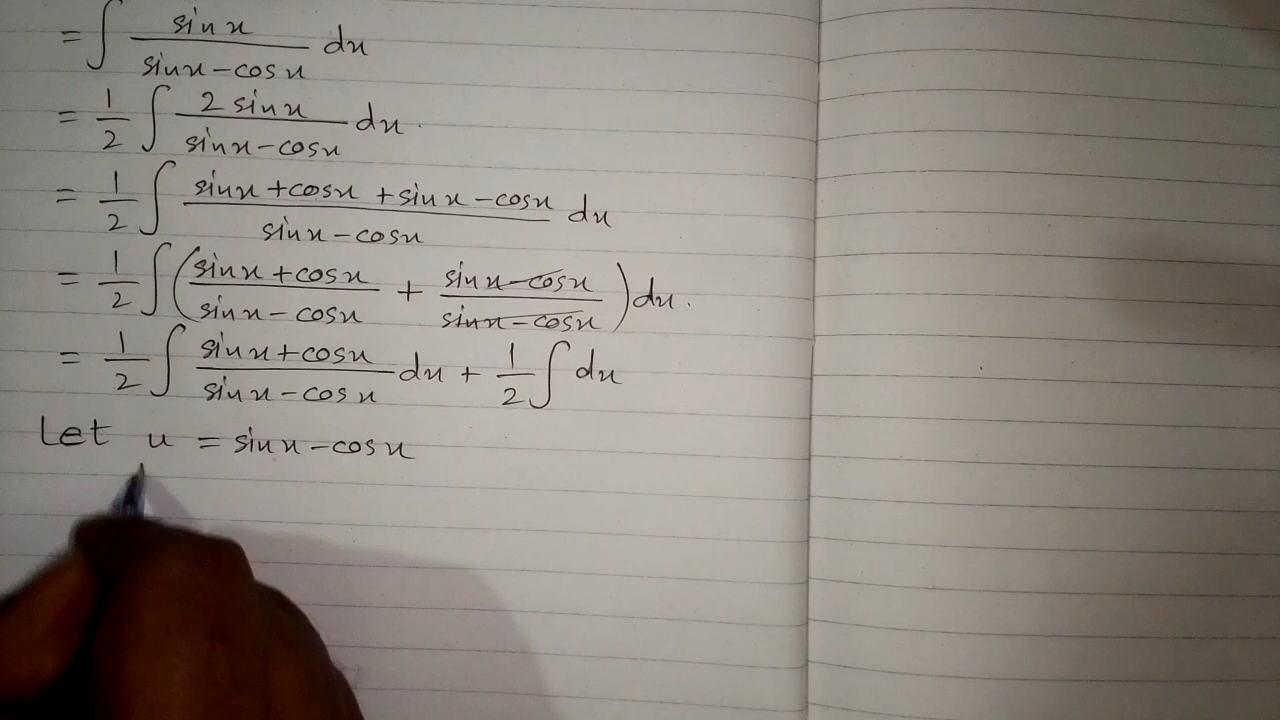 = ∫ sin x / (sin x - cos x) dx
= 1/2 ∫ 2 sin x / (sin x - cos x) dx.
= 1/2 ∫ (sin x + cos x + sin x - cos x) / (sin x - cos x) dx
= 1/2 ∫ ((sin x + cos x) / (sin x - cos x) + (sin x - cos x) / (sin x - cos x)) dx.
= 1/2 ∫ (sin x + cos x) / (sin x - cos x) dx + 1/2 ∫ dx
Let u = sin x - cos x